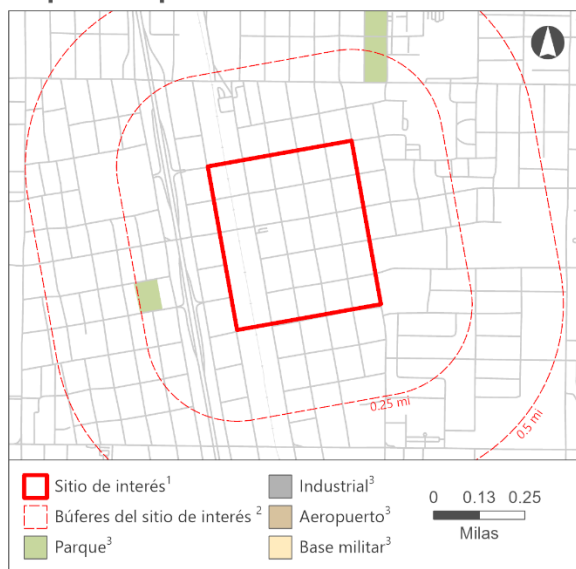 0.25 mi
0.5 mi
Sitio de interés¹
Búferes del sitio de interés ²
Parque³
Industrial³
Aeropuerto³
Base militar³
0 0.13 0.25
Millas